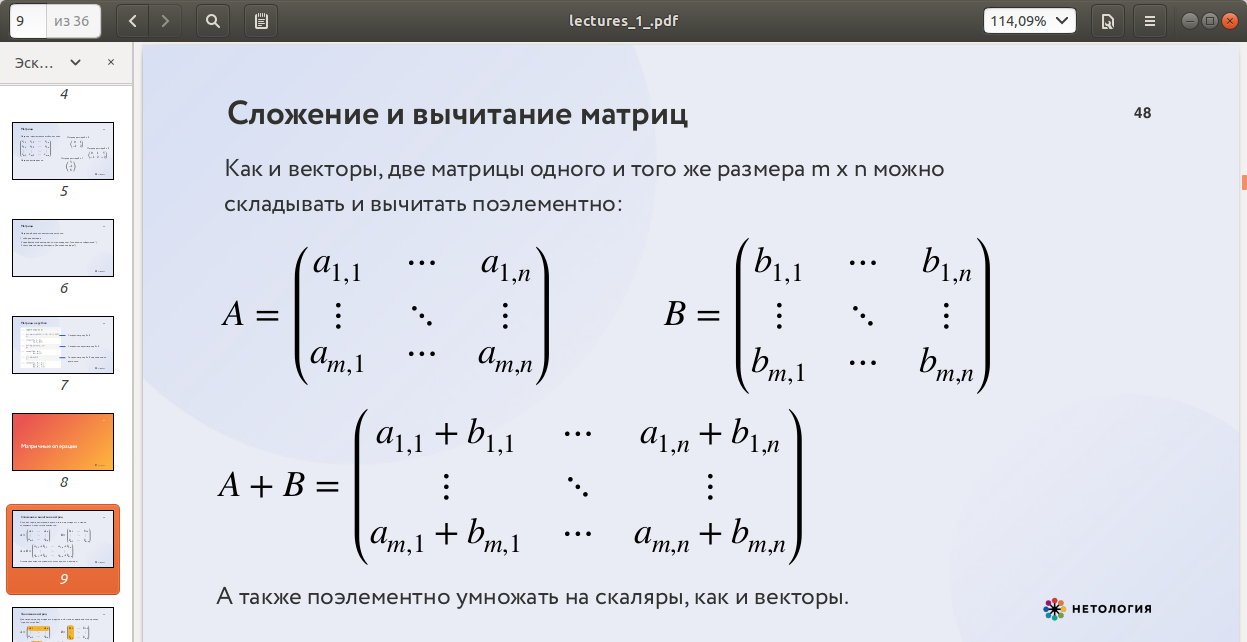 9 из 36
lectures_1_.pdf
114,09%
Эск...
4
5
6
7
Матричные операции
8
9
Сложение и вычитание матриц
48
Как и векторы, две матрицы одного и того же размера m x n можно
складывать и вычитать поэлементно:
A = ( a1,1 ⋯ a1,n ⋮ ⋱ ⋮ am,1 ⋯ am,n )
B = ( b1,1 ⋯ b1,n ⋮ ⋱ ⋮ bm,1 ⋯ bm,n )
A + B = ( a1,1 + b1,1 ⋯ a1,n + b1,n ⋮ ⋱ ⋮ am,1 + bm,1 ⋯ am,n + bm,n )
А также поэлементно умножать на скаляры, как и векторы.
НЕТОЛОГИЯ